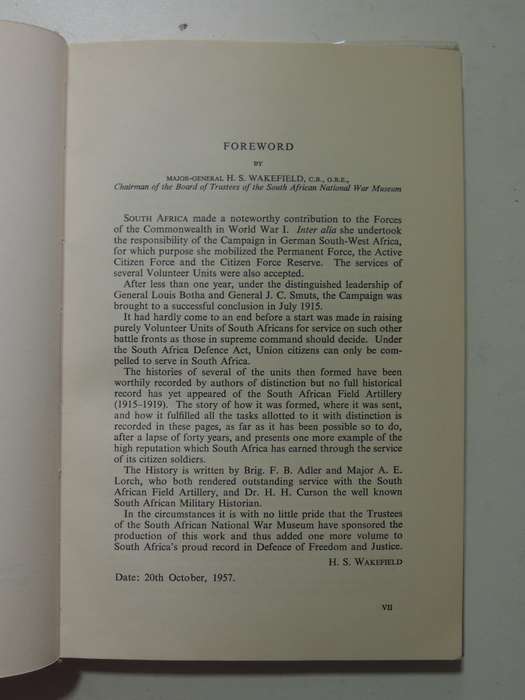 FOREWORD
BY
MAJOR-GENERAL H. S. WAKEFIELD, C.B., O.B.E.,
Chairman of the Board of Trustees of the South African National War Museum
SOUTH AFRICA made a noteworthy contribution to the Forces
of the Commonwealth in World War I. Inter alia she undertook
the responsibility of the Campaign in German South-West Africa,
for which purpose she mobilized the Permanent Force, the Active
Citizen Force and the Citizen Force Reserve. The services of
several Volunteer Units were also accepted.
After less than one year, under the distinguished leadership of
General Louis Botha and General J. C. Smuts, the Campaign was
brought to a successful conclusion in July 1915.
It had hardly come to an end before a start was made in raising
purely Volunteer Units of South Africans for service on such other
battle fronts as those in supreme command should decide. Under
the South Africa Defence Act, Union citizens can only be com-
pelled to serve in South Africa.
The histories of several of the units then formed have been
worthily recorded by authors of distinction but no full historical
record has yet appeared of the South African Field Artillery
(1915-1919). The story of how it was formed, where it was sent,
and how it fulfilled all the tasks allotted to it with distinction is
recorded in these pages, as far as it has been possible so to do,
after a lapse of forty years, and presents one more example of the
high reputation which South Africa has earned through the service
of its citizen soldiers.
The History is written by Brig. F. B. Adler and Major A. E.
Lorch, who both rendered outstanding service with the South
African Field Artillery, and Dr. H. H. Curson the well known
South African Military Historian.
In the circumstances it is with no little pride that the Trustees
of the South African National War Museum have sponsored the
production of this work and thus added one more volume to
South Africa's proud record in Defence of Freedom and Justice.
H. S. WAKEFIELD
Date: 20th October, 1957.
VII